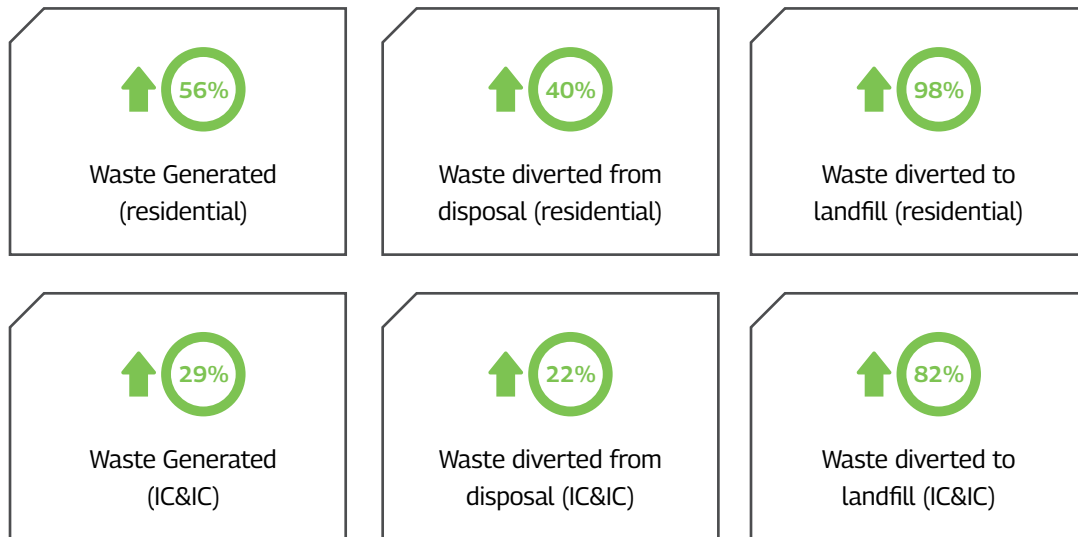 56%
Waste Generated
(residential)
40%
Waste diverted from
disposal (residential)
98%
Waste diverted to
landfill (residential)
29%
Waste Generated
(IC&IC)
22%
Waste diverted from
disposal (IC&IC)
82%
Waste diverted to
landfill (IC&IC)